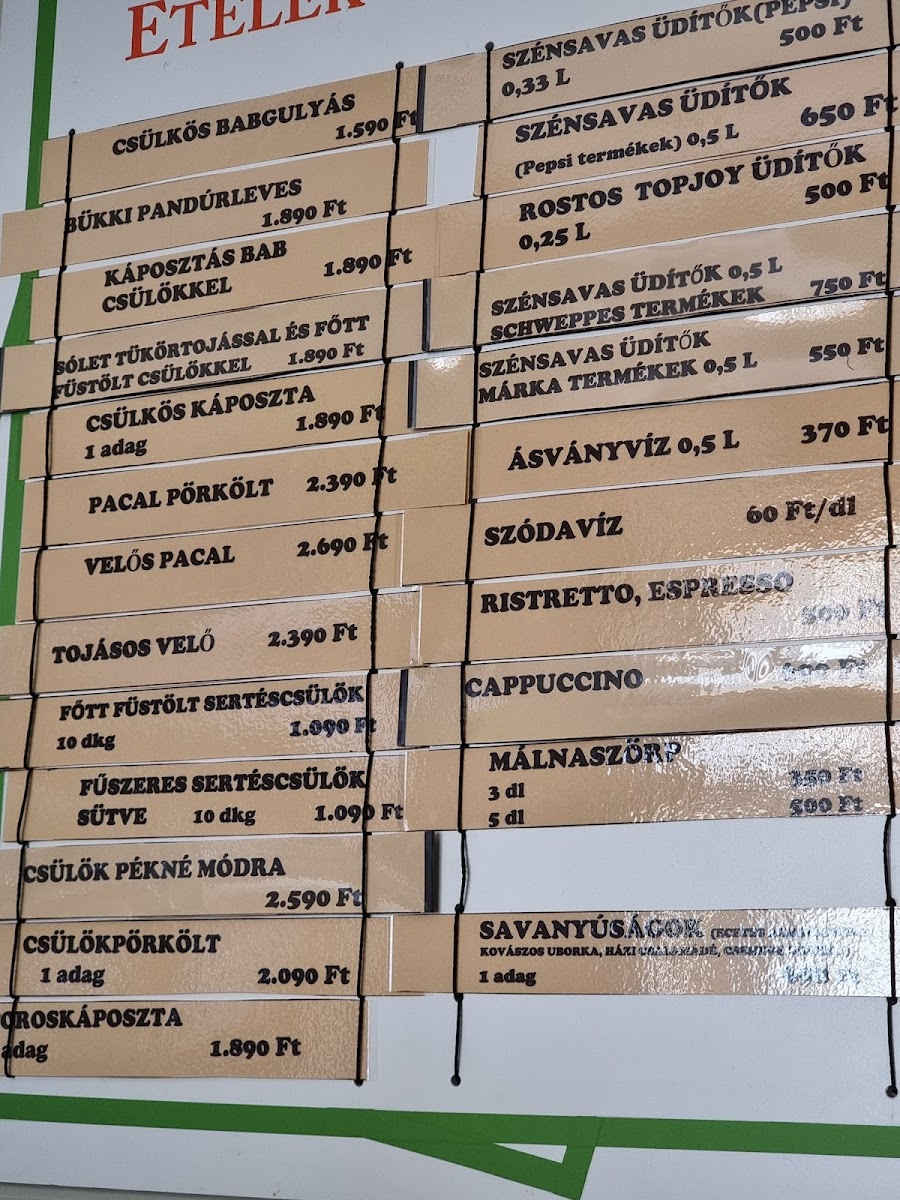 ÉTELEK
CSÜLKÖS BABGULYÁS
1.590 Ft
BÜKKI PANDÚRLEVES
1.890 Ft
KÁPOSZTÁS BAB
CSÜLÖKKEL 1.890 Ft
SÓLET TÜKÖRTOJÁSSAL ÉS FŐTT
FÜSTÖLT CSÜLÖKKEL 1.890 Ft
CSÜLKÖS KÁPOSZTA
1 adag 1.890 Ft
PACAL PÖRKÖLT 2.390 Ft
VELŐS PACAL 2.690 Ft
TOJÁSOS VELŐ 2.390 Ft
FŐTT FÜSTÖLT SERTÉSCSÜLÖK
10 dkg 1.090 Ft
FŰSZERES SERTÉSCSÜLÖK
SÜTVE 10 dkg 1.090 Ft
CSÜLÖK PÉKNÉ MÓDRA
2.590 Ft
CSÜLÖKPÖRKÖLT
1 adag 2.090 Ft
OROSKÁPOSZTA
adag 1.890 Ft
SZÉNSAVAS ÜDÍTŐK(PEPSI)
0,33 L 500 Ft
SZÉNSAVAS ÜDÍTŐK
(Pepsi termékek) 0,5 L 650 Ft
ROSTOS TOPJOY ÜDÍTŐK
0,25 L 500 Ft
SZÉNSAVAS ÜDÍTŐK 0,5 L
SCHWEPPES TERMÉKEK 750 Ft
SZÉNSAVAS ÜDÍTŐK
MÁRKA TERMÉKEK 0,5 L 550 Ft
ÁSVÁNYVÍZ 0,5 L 370 Ft
SZÓDAVÍZ 60 Ft/dl
RISTRETTO, ESPRESSO
Ft
CAPPUCCINO Ft
MÁLNASZÖRP
3 dl 350 Ft
5 dl 500 Ft
SAVANYÚSÁGOK
KOVÁSZOS UBORKA, HÁZI
1 adag Ft